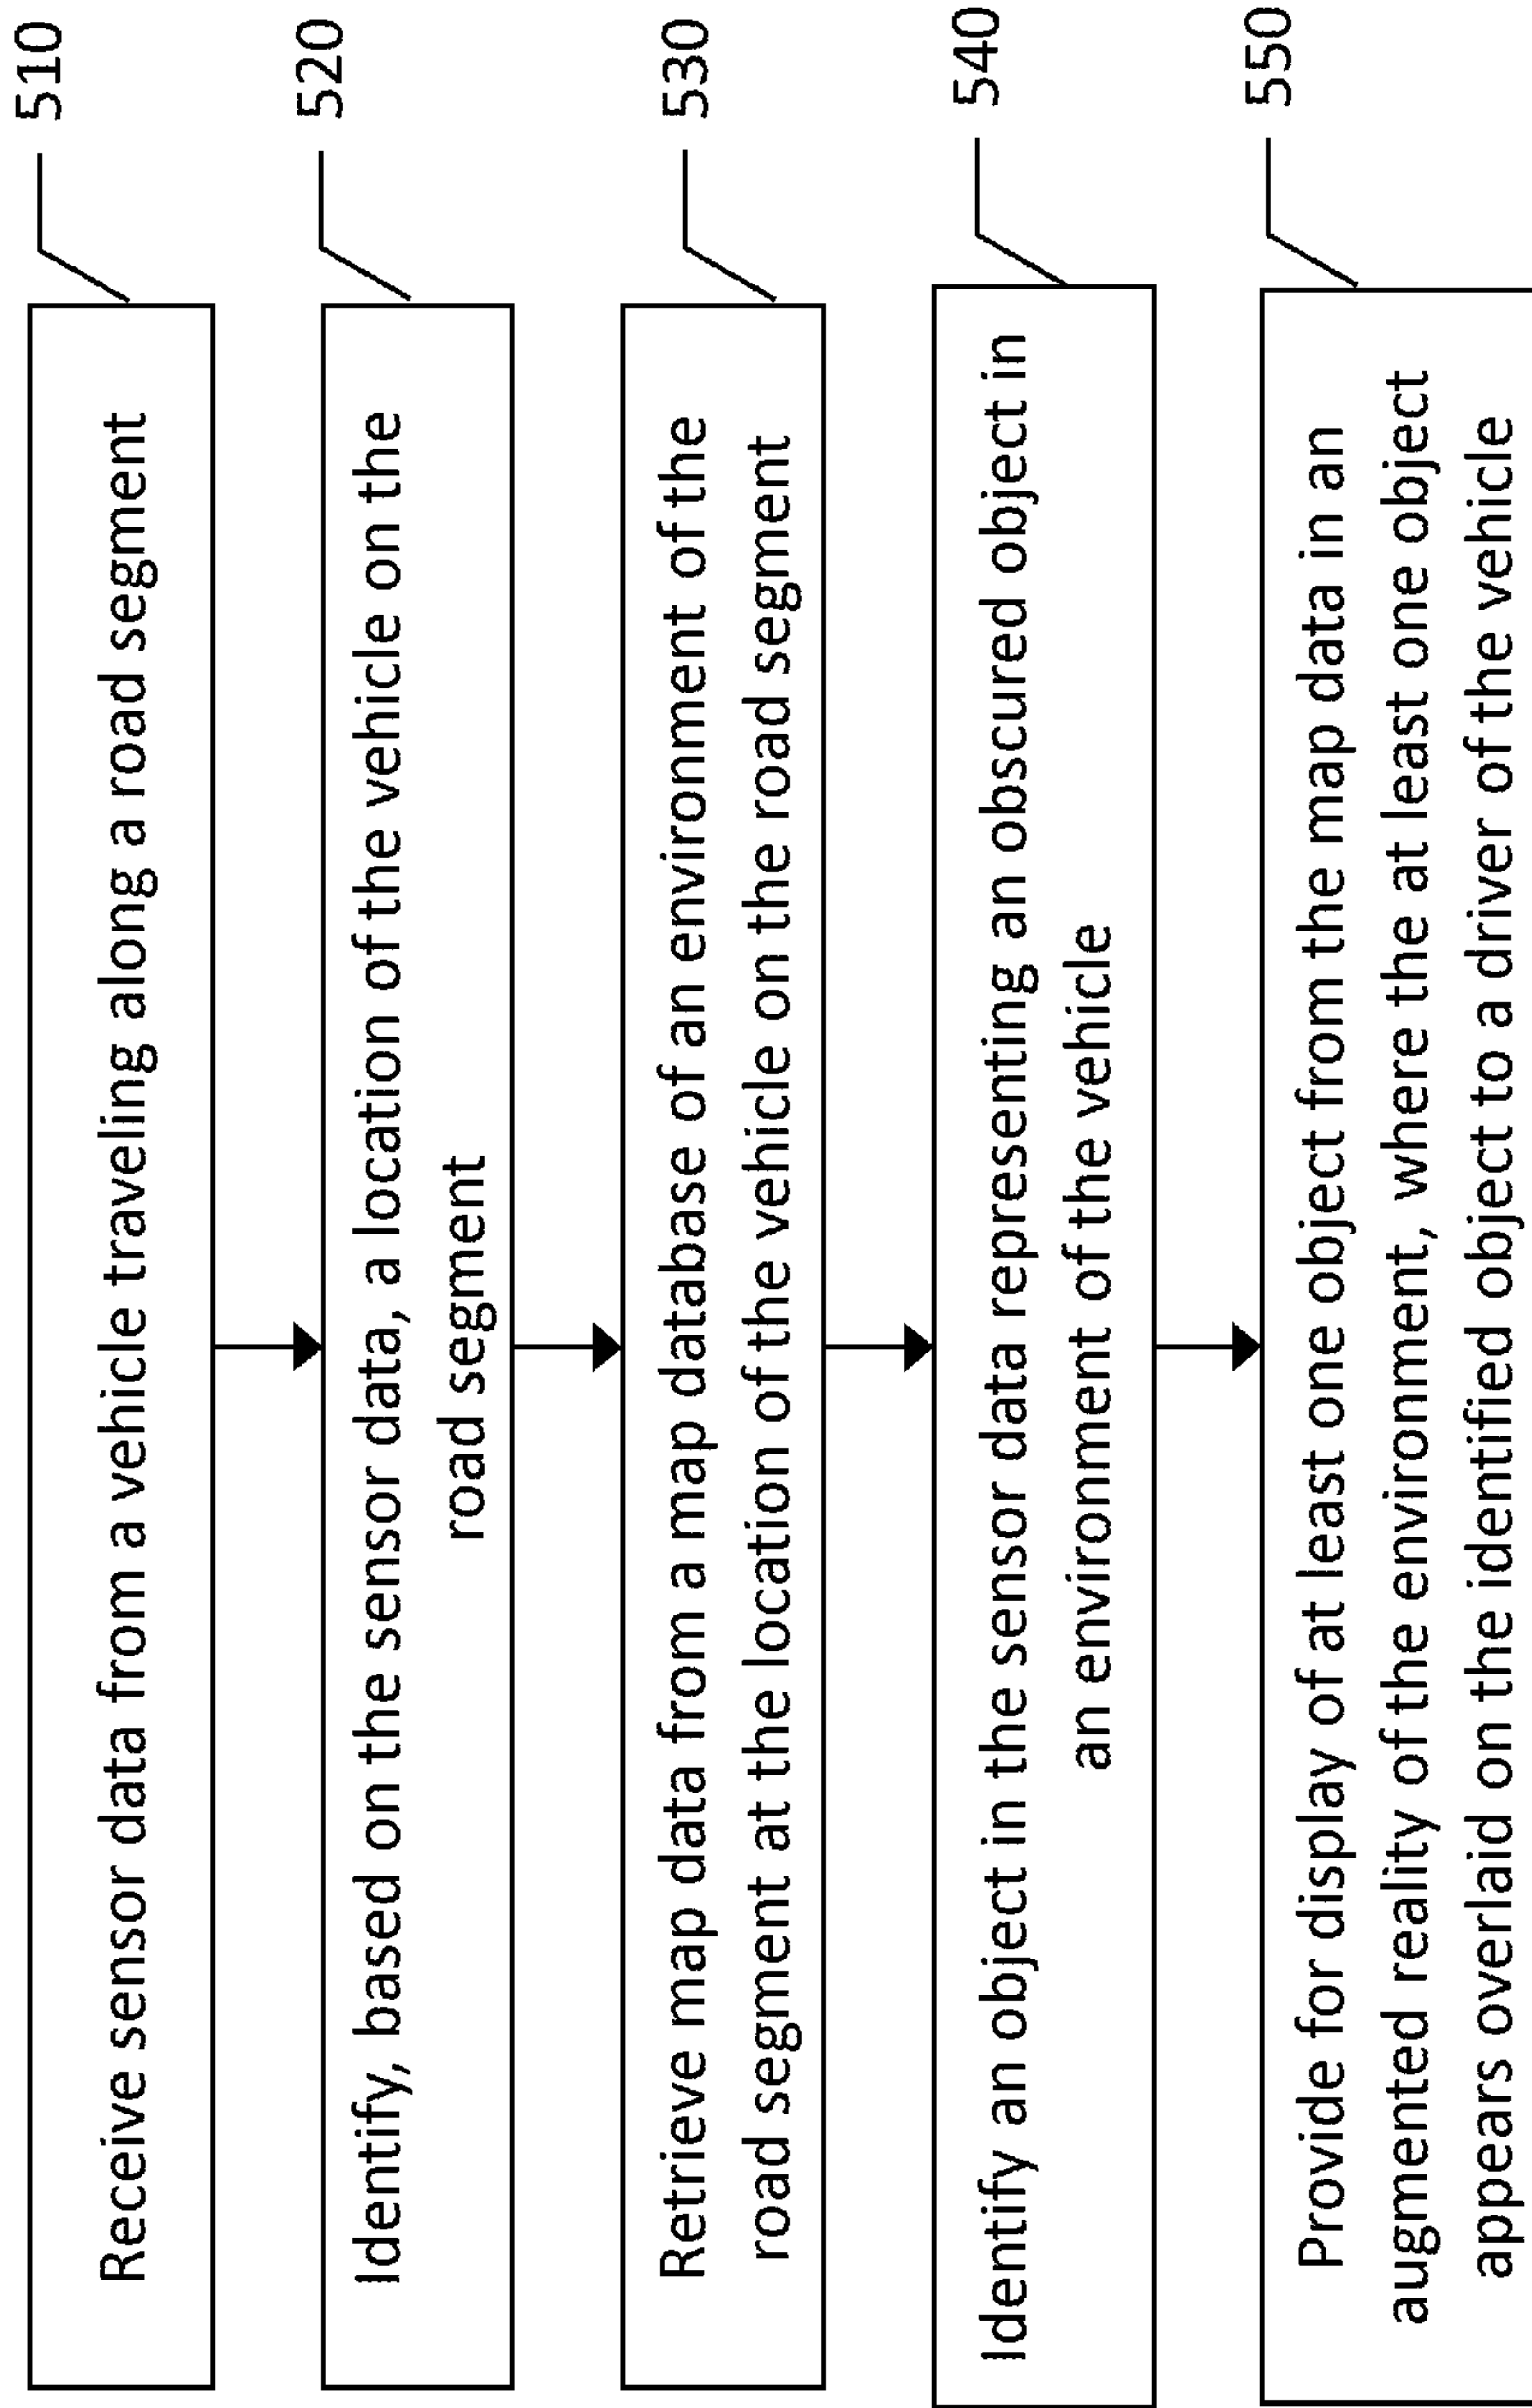 510
Receive sensor data from a vehicle traveling along a road segment
520
Identify, based on the sensor data, a location of the vehicle on the
road segment
530
Retrieve map data from a map database of an environment of the
road segment at the location of the vehicle on the road segment
540
Identify an object in the sensor data representing an obscured object in
an environment of the vehicle
550
Provide for display of at least one object from the map data in an
augmented reality of the environment, where the at least one object
appears overlaid on the identified object to a driver of the vehicle